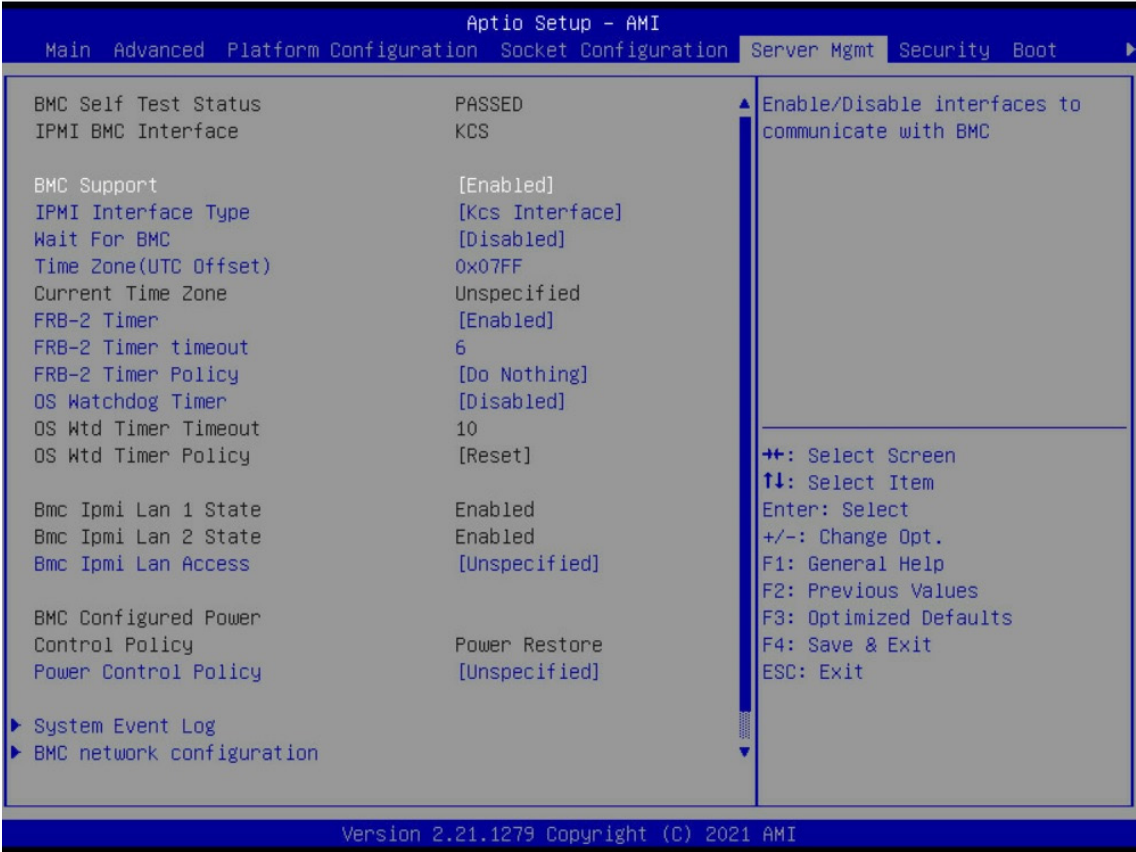 Aptio Setup – AMI
Main Advanced Platform Configuration Socket Configuration Server Mgmt Security Boot
BMC Self Test Status PASSED
IPMI BMC Interface KCS
BMC Support [Enabled]
IPMI Interface Type [Kcs Interface]
Wait For BMC [Disabled]
Time Zone(UTC Offset) 0x07FF
Current Time Zone Unspecified
FRB-2 Timer [Enabled]
FRB-2 Timer timeout 6
FRB-2 Timer Policy [Do Nothing]
OS Watchdog Timer [Disabled]
OS Wtd Timer Timeout 10
OS Wtd Timer Policy [Reset]
Bmc Ipmi Lan 1 State Enabled
Bmc Ipmi Lan 2 State Enabled
Bmc Ipmi Lan Access [Unspecified]
BMC Configured Power
Control Policy Power Restore
Power Control Policy [Unspecified]
System Event Log
BMC network configuration
Enable/Disable interfaces to
communicate with BMC
→←: Select Screen
↑↓: Select Item
Enter: Select
+/-: Change Opt.
F1: General Help
F2: Previous Values
F3: Optimized Defaults
F4: Save & Exit
ESC: Exit
Version 2.21.1279 Copyright (C) 2021 AMI